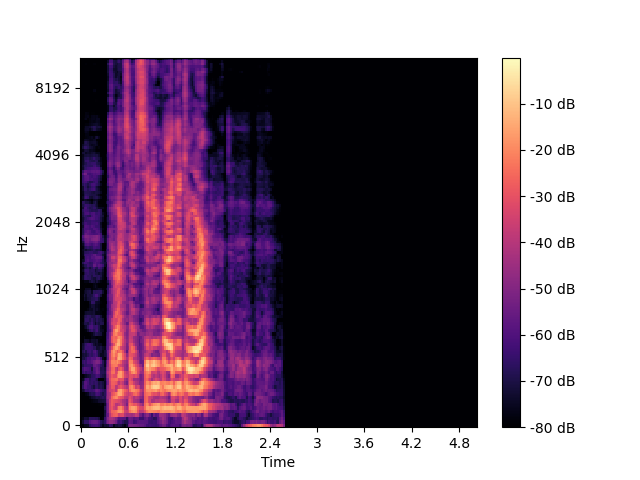 8192
4096
2048
1024
512
0
Hz
0 0.6 1.2 1.8 2.4 3 3.6 4.2 4.8
Time
-10 dB
-20 dB
-30 dB
-40 dB
-50 dB
-60 dB
-70 dB
-80 dB